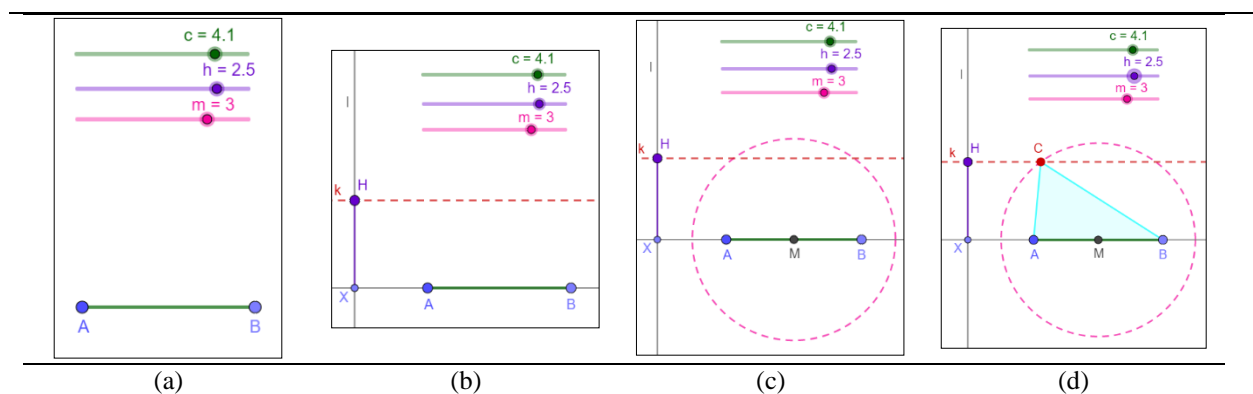 c = 4.1
h = 2.5
m = 3
A
B
c = 4.1
h = 2.5
m = 3
l
k
H
X
A
B
c = 4.1
h = 2.5
m = 3
l
k
H
X
A
M
B
c = 4.1
h = 2.5
m = 3
l
k
H
C
X
A
M
B
(a)
(b)
(c)
(d)